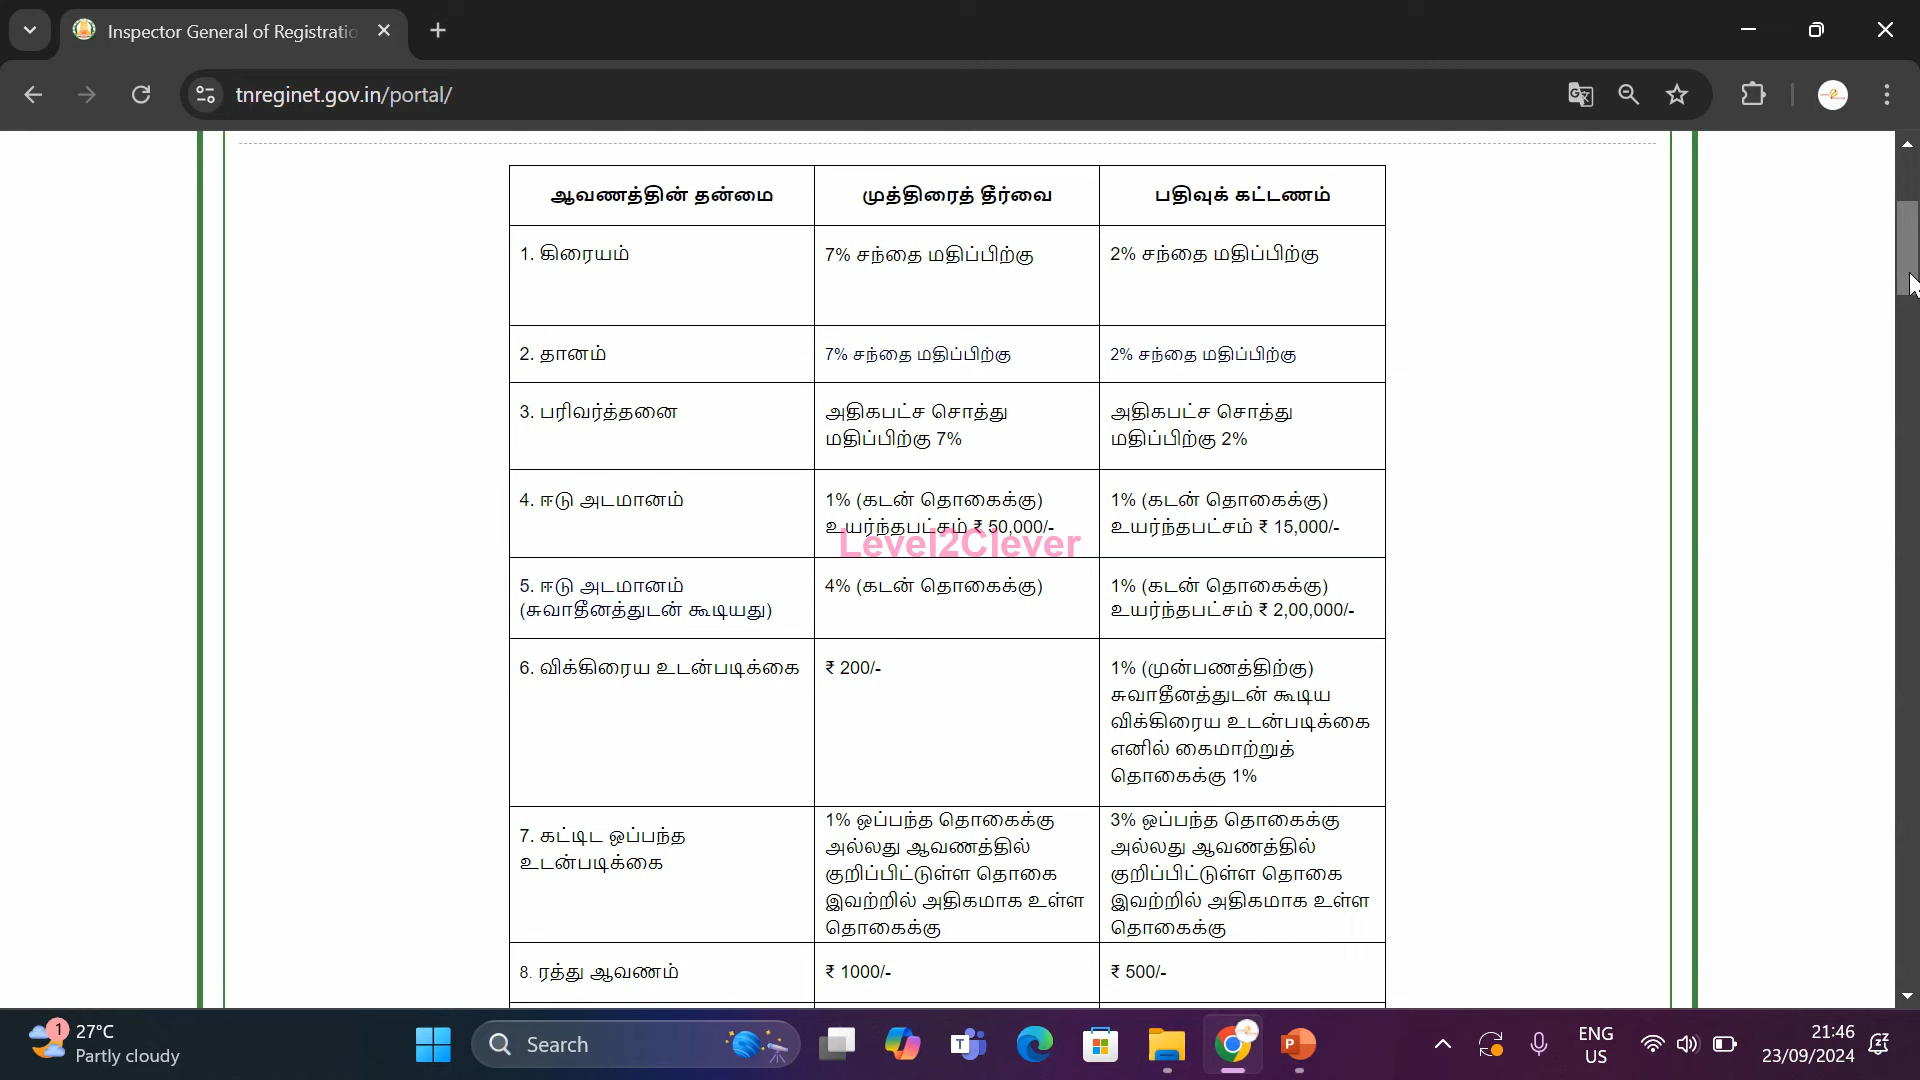 Inspector General of Registratio
tnreginet.gov.in/portal/
ஆவணத்தின் தன்மை
முத்திரைத் தீர்வை
பதிவுக் கட்டணம்
1. கிரையம்
7% சந்தை மதிப்பிற்கு
2% சந்தை மதிப்பிற்கு
2. தானம்
7% சந்தை மதிப்பிற்கு
2% சந்தை மதிப்பிற்கு
3. பரிவர்த்தனை
அதிகபட்ச சொத்து
மதிப்பிற்கு 7%
அதிகபட்ச சொத்து
மதிப்பிற்கு 2%
4. ஈடு அடமானம்
1% (கடன் தொகைக்கு)
உயர்ந்தபட்சம் ₹ 50,000/-
1% (கடன் தொகைக்கு)
உயர்ந்தபட்சம் ₹ 15,000/-
Level2Clever
5. ஈடு அடமானம்
(சுவாதீனத்துடன் கூடியது)
4% (கடன் தொகைக்கு)
1% (கடன் தொகைக்கு)
உயர்ந்தபட்சம் ₹ 2,00,000/-
6. விக்கிரைய உடன்படிக்கை
₹ 200/-
1% (முன்பணத்திற்கு)
சுவாதீனத்துடன் கூடிய
விக்கிரைய உடன்படிக்கை
எனில் கைமாற்றுத்
தொகைக்கு 1%
7. கட்டிட ஒப்பந்த
உடன்படிக்கை
1% ஒப்பந்த தொகைக்கு
அல்லது ஆவணத்தில்
குறிப்பிட்டுள்ள தொகை
இவற்றில் அதிகமாக உள்ள
தொகைக்கு
3% ஒப்பந்த தொகைக்கு
அல்லது ஆவணத்தில்
குறிப்பிட்டுள்ள தொகை
இவற்றில் அதிகமாக உள்ள
தொகைக்கு
8. ரத்து ஆவணம்
₹ 1000/-
₹ 500/-
1
27°C
Partly cloudy
Search
ENG
US
21:46
23/09/2024